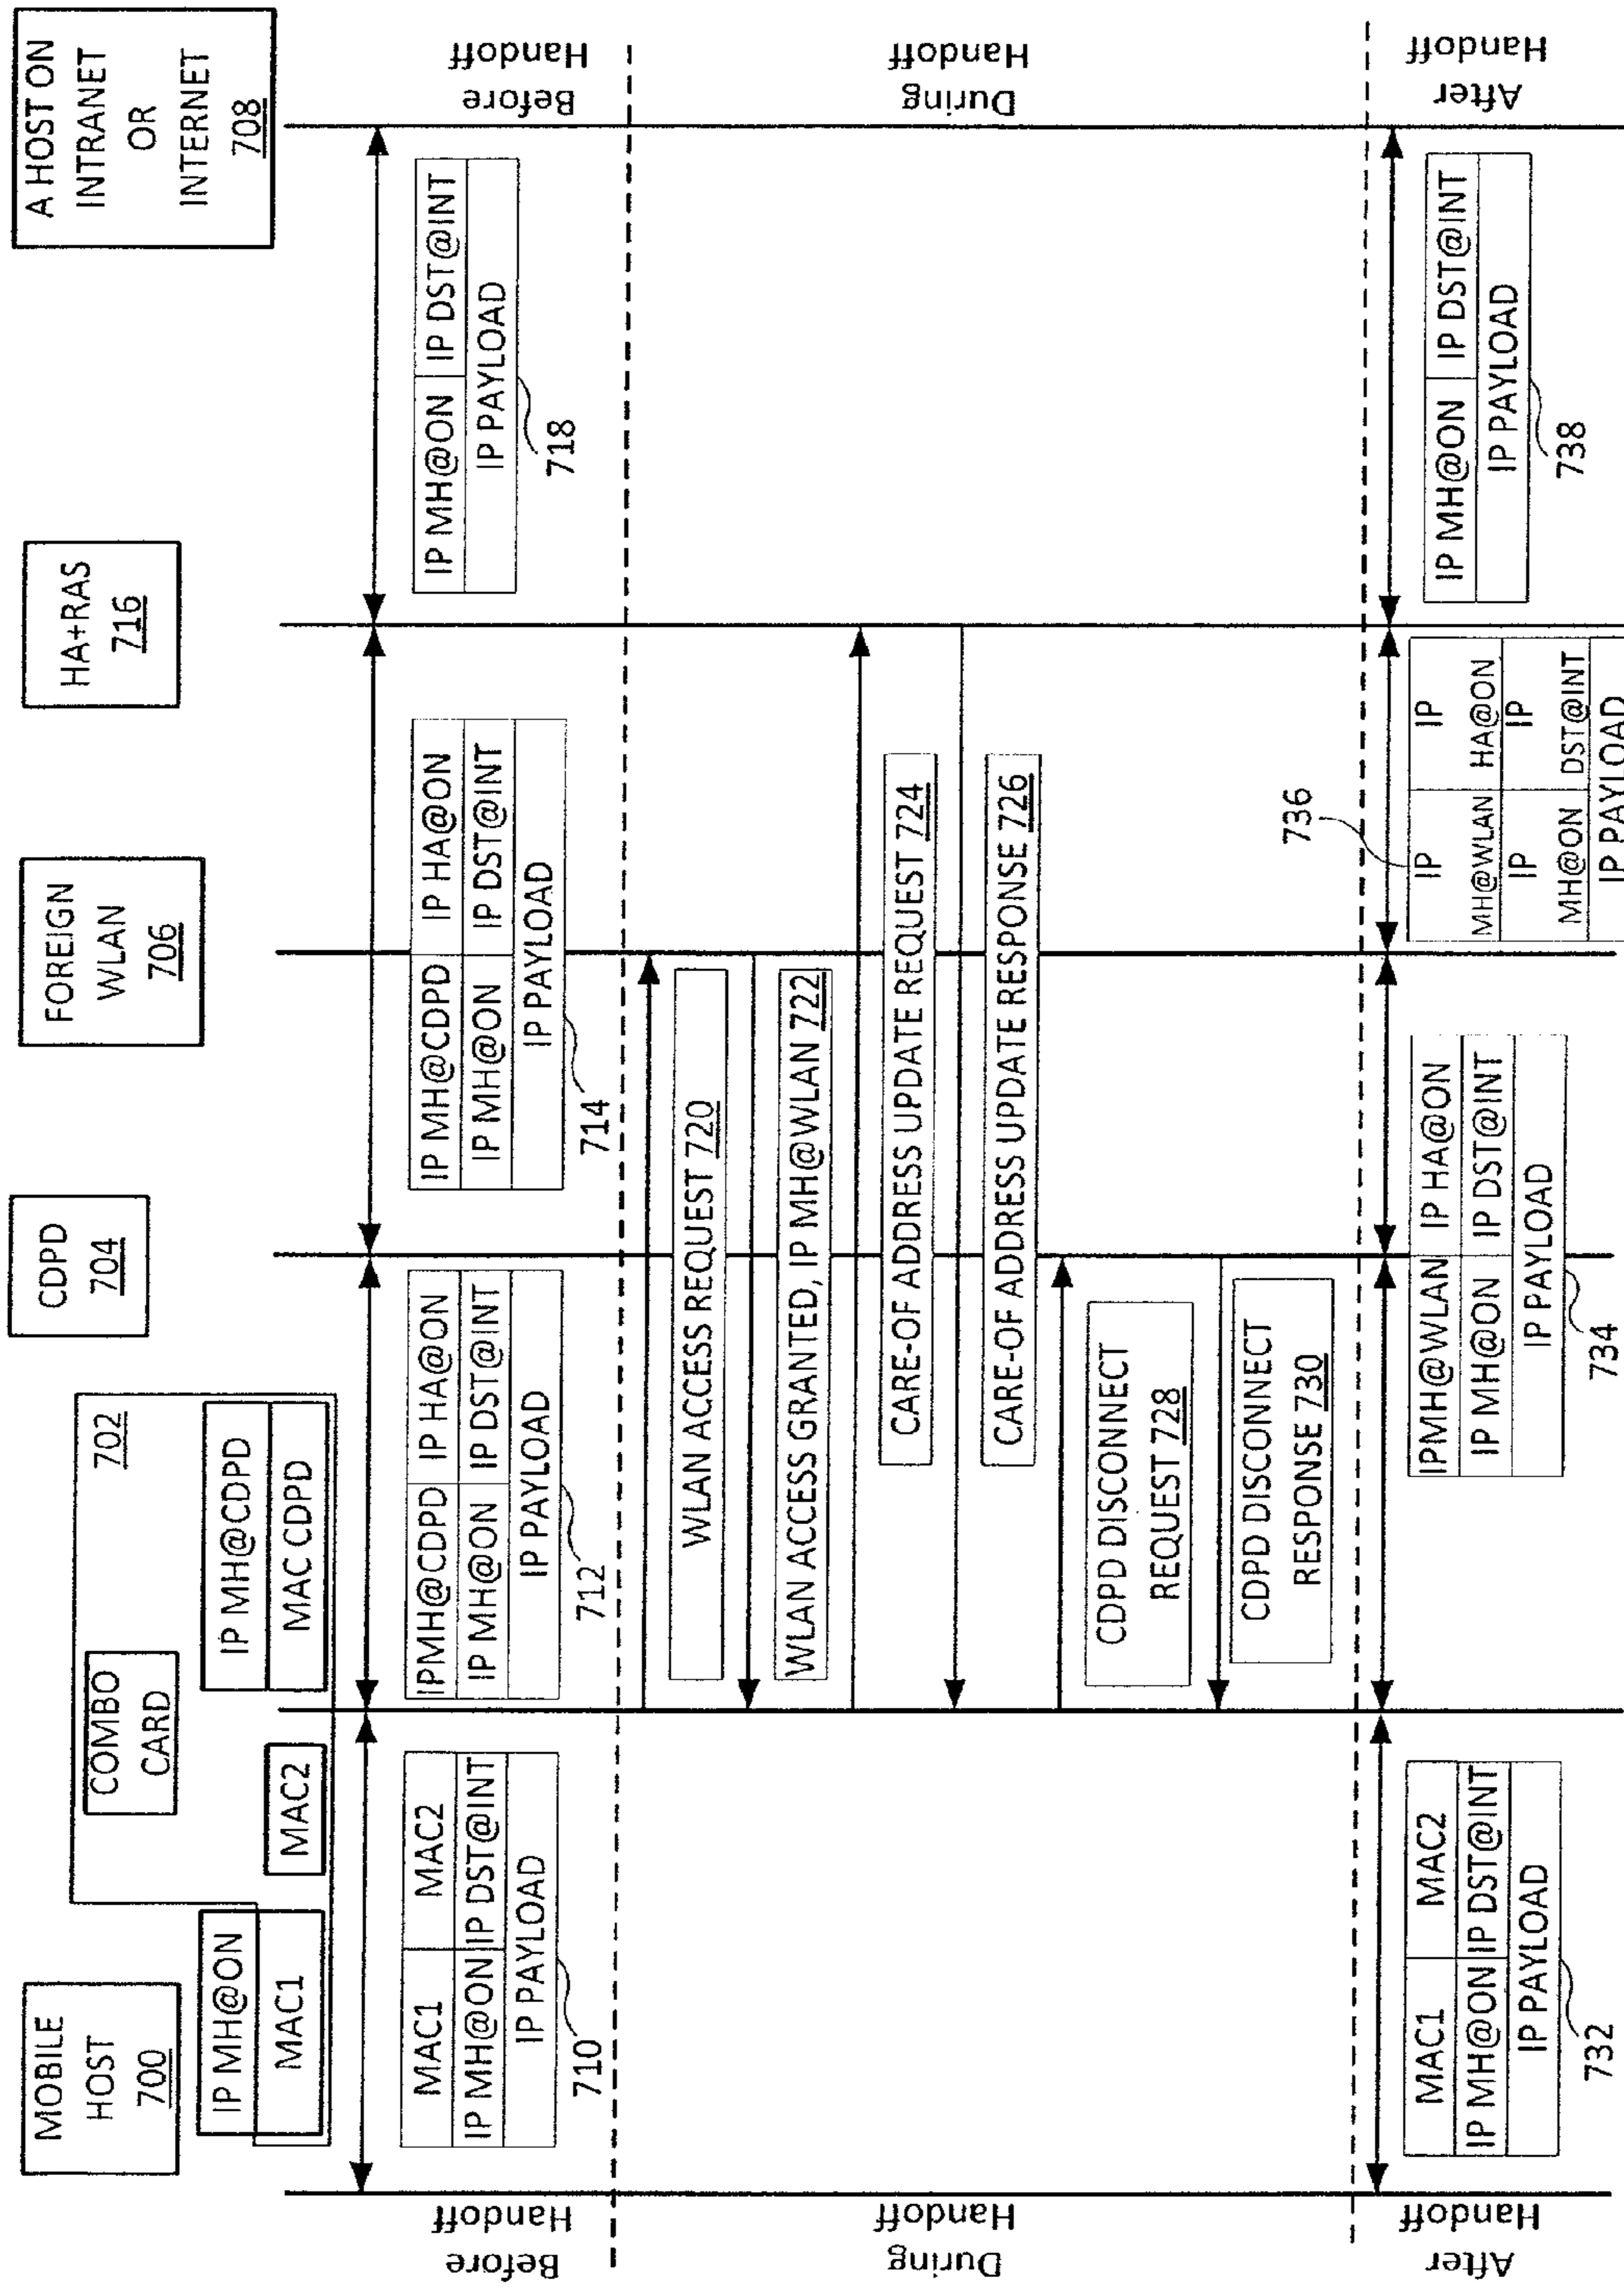 MOBILE
HOST
700
IP MH@ON
MAC1
COMBO
CARD
702
MAC2
IP MH@CDPD
MAC CDPD
CDPD
704
FOREIGN
WLAN
706
HA+RAS
716
A HOST ON
INTRANET
OR
INTERNET
708
Before
Handoff
MAC1 MAC2
IP MH@ON IP DST@INT
IP PAYLOAD
710
IPMH@CDPD IP HA@ON
IP MH@ON IP DST@INT
IP PAYLOAD
712
IP MH@CDPD IP HA@ON
IP MH@ON IP DST@INT
IP PAYLOAD
714
IP MH@ON IP DST@INT
IP PAYLOAD
718
Before
Handoff
During
Handoff
WLAN ACCESS REQUEST 720
WLAN ACCESS GRANTED, IP MH@WLAN 722
CARE-OF ADDRESS UPDATE REQUEST 724
CARE-OF ADDRESS UPDATE RESPONSE 726
CDPD DISCONNECT
REQUEST 728
CDPD DISCONNECT
RESPONSE 730
During
Handoff
After
Handoff
MAC1 MAC2
IP MH@ON IP DST@INT
IP PAYLOAD
732
IPMH@WLAN IP HA@ON
IP MH@ON IP DST@INT
IP PAYLOAD
734
736
IP IP
MH@WLAN HA@ON
IP IP
MH@ON DST@INT
IP PAYLOAD
IP MH@ON IP DST@INT
IP PAYLOAD
738
After
Handoff